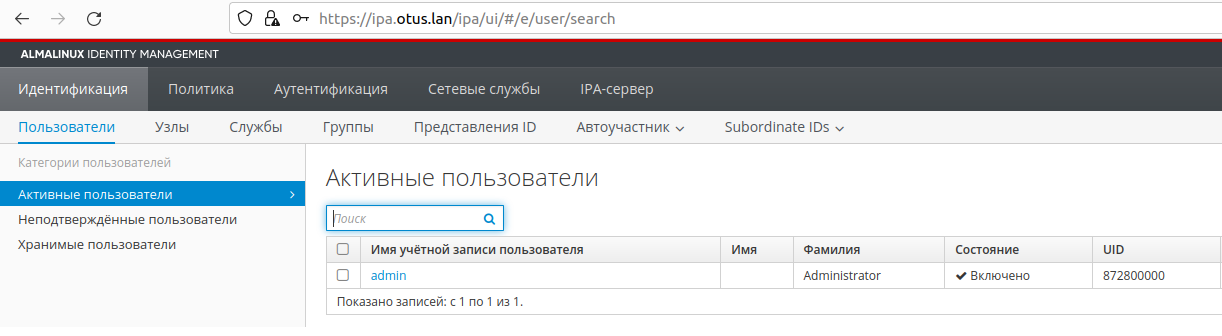 https://ipa.otus.lan/ipa/ui/#/e/user/search
ALMALINUX IDENTITY MANAGEMENT
Идентификация Политика Аутентификация Сетевые службы IPA-сервер
Пользователи Узлы Службы Группы Представления ID Автоучастник Subordinate IDs
Категории пользователей
Активные пользователи
Неподтверждённые пользователи
Хранимые пользователи
Активные пользователи
Поиск
Имя учётной записи пользователя Имя Фамилия Состояние UID
admin Administrator Включено 872800000
Показано записей: с 1 по 1 из 1.